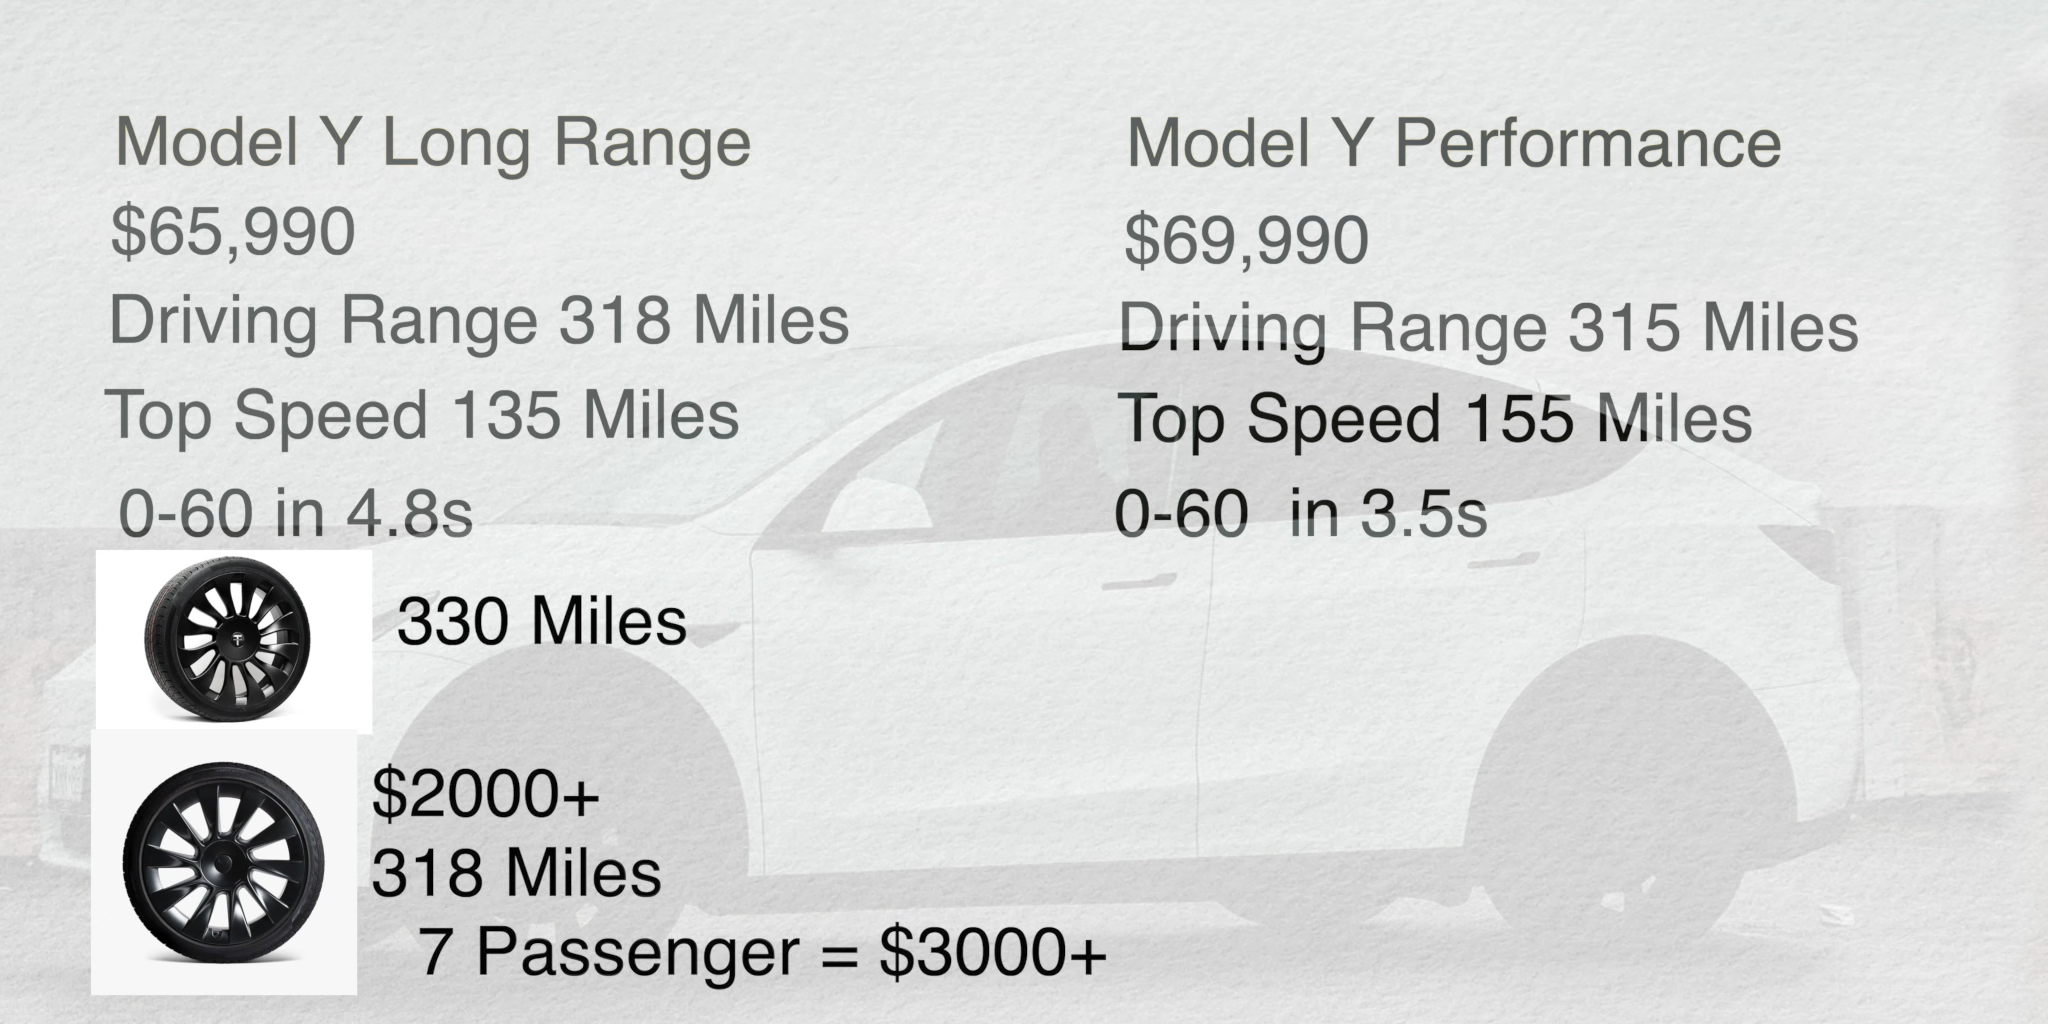 Model Y Long Range
$65,990
Driving Range 318 Miles
Top Speed 135 Miles
0-60 in 4.8s
330 Miles
$2000+
318 Miles
7 Passenger = $3000+
Model Y Performance
$69,990
Driving Range 315 Miles
Top Speed 155 Miles
0-60 in 3.5s